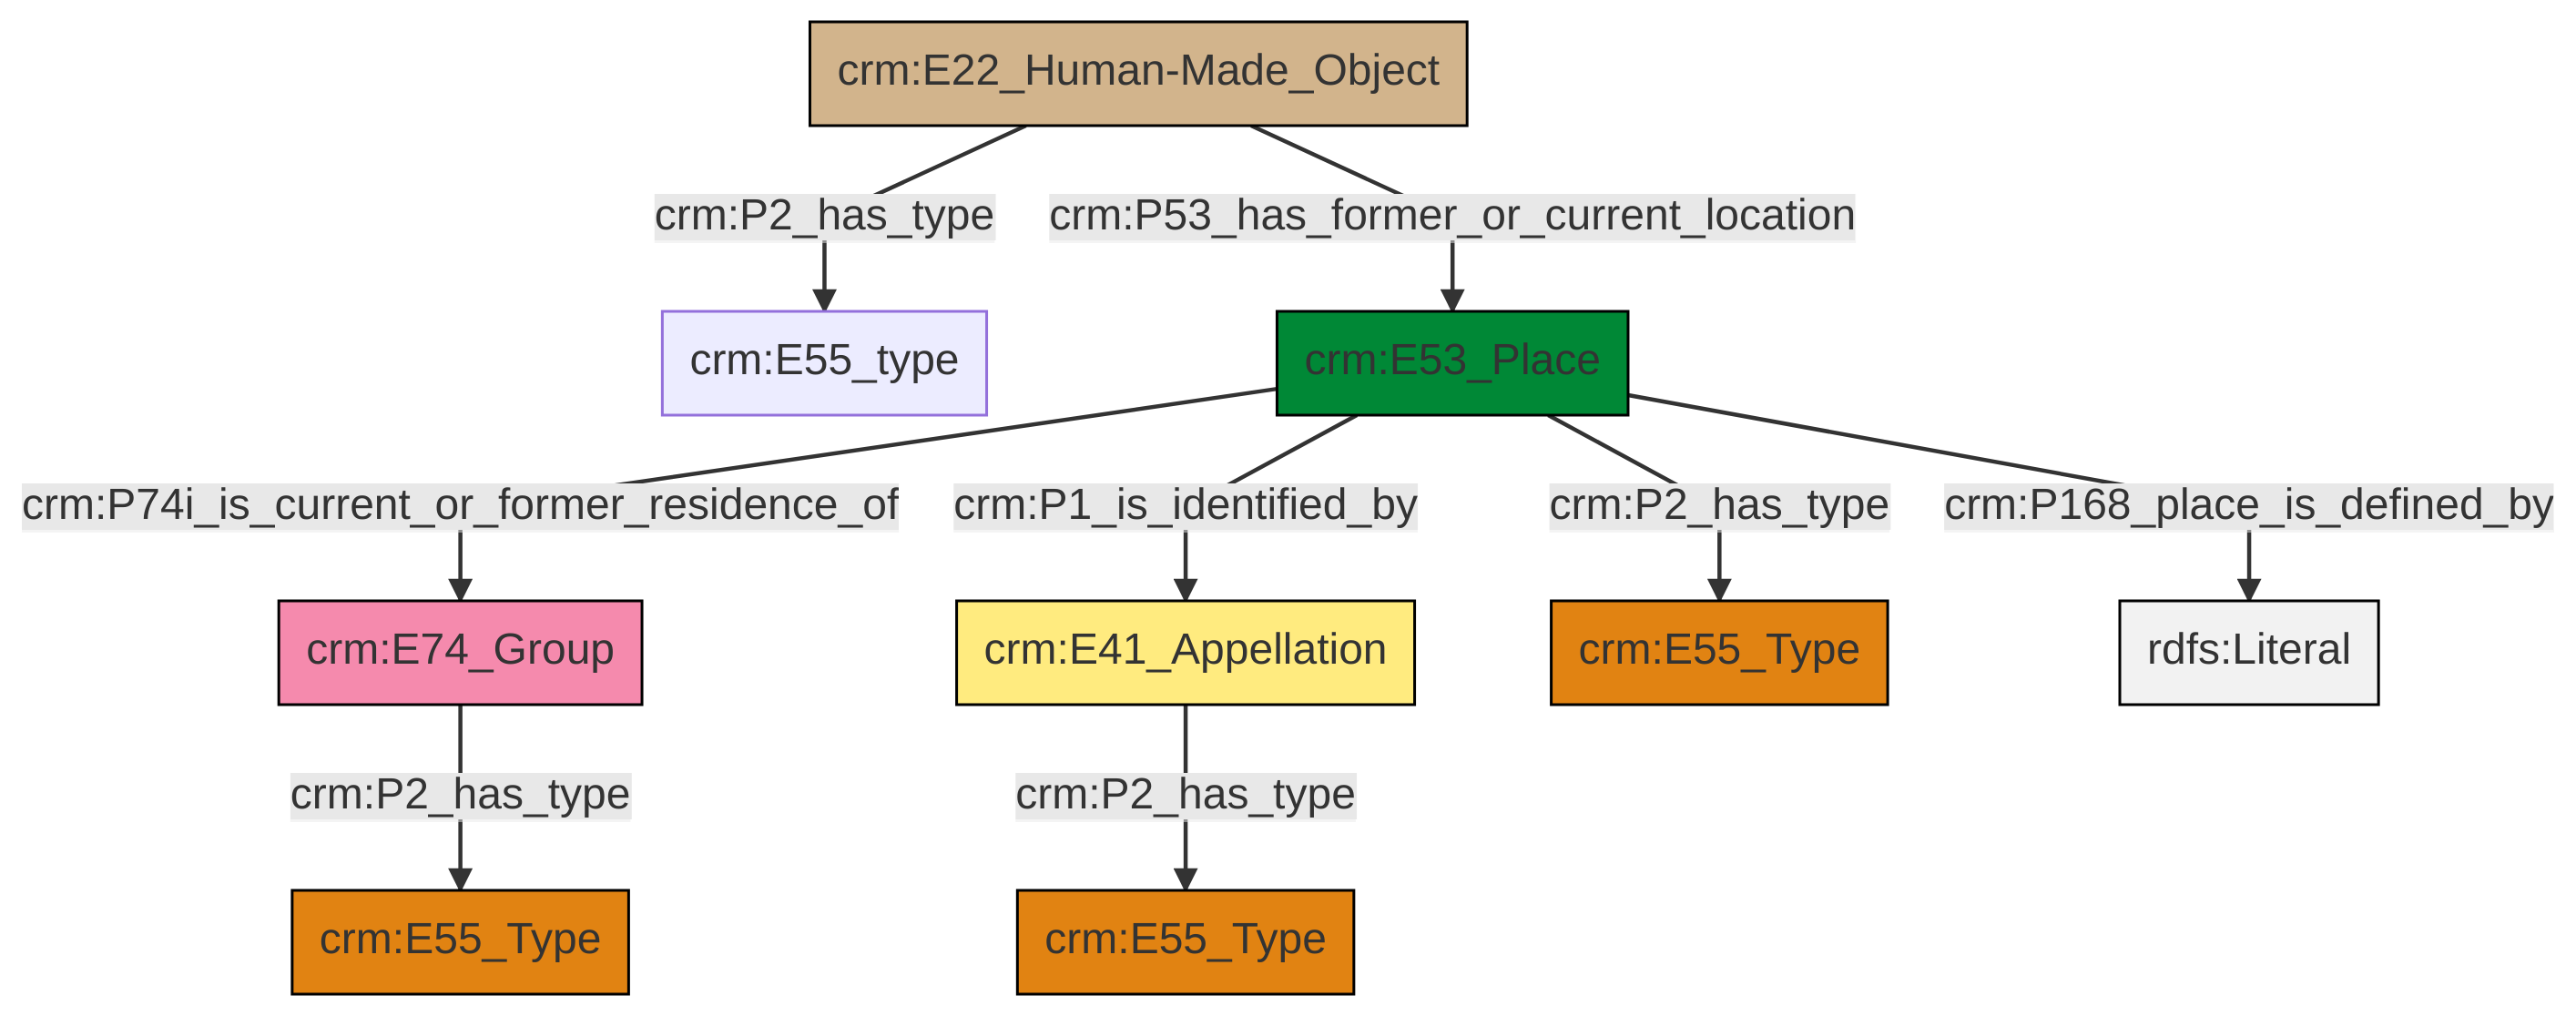 crm:E22_Human-Made_Object
crm:P2_has_type
crm:P53_has_former_or_current_location
crm:E55_type
crm:E53_Place
crm:P74i_is_current_or_former_residence_of
crm:P1_is_identified_by
crm:P2_has_type
crm:P168_place_is_defined_by
crm:E74_Group
crm:E41_Appellation
crm:E55_Type
rdfs:Literal
crm:P2_has_type
crm:P2_has_type
crm:E55_Type
crm:E55_Type